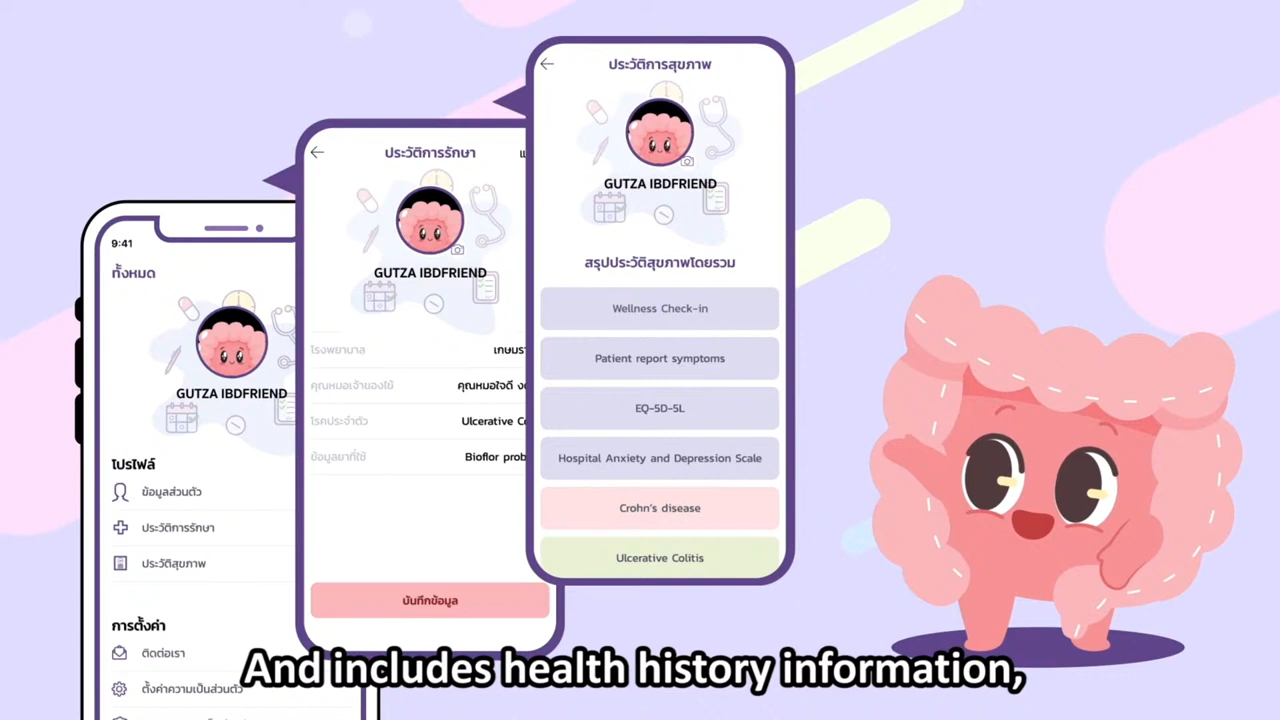 9:41
ทั้งหมด
GUTZA IBDFRIEND
โปรไฟล์
ข้อมูลส่วนตัว
ประวัติการรักษา
ประวัติสุขภาพ
การตั้งค่า
ติดต่อเรา
ตั้งค่าความเป็นส่วนตัว
ประวัติการรักษา
GUTZA IBDFRIEND
โรงพยาบาล
คุณหมอเจ้าของไข้
คุณหมอใจดี
โรคประจำตัว
Ulcerative
ข้อมูลยาที่ใช้
Bioflor
บันทึกข้อมูล
ประวัติการสุขภาพ
GUTZA IBDFRIEND
สรุปประวัติสุขภาพโดยรวม
Wellness Check-in
Patient report symptoms
EQ-5D-5L
Hospital Anxiety and Depression Scale
Crohn's disease
Ulcerative Colitis
And includes health history information,